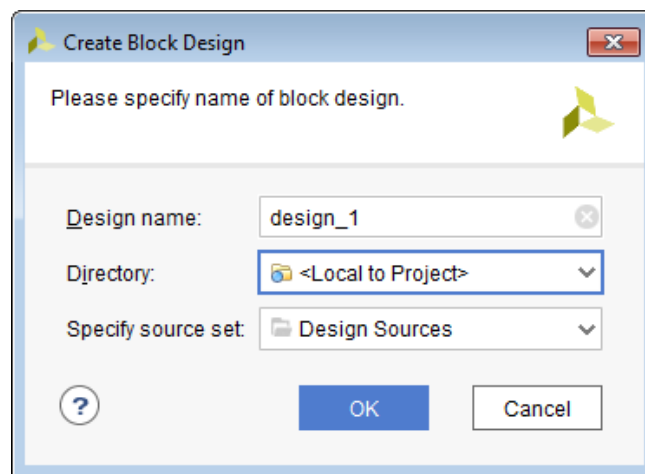 Create Block Design
Please specify name of block design.
Design name: design_1
Directory: <Local to Project>
Specify source set: Design Sources
? OK Cancel